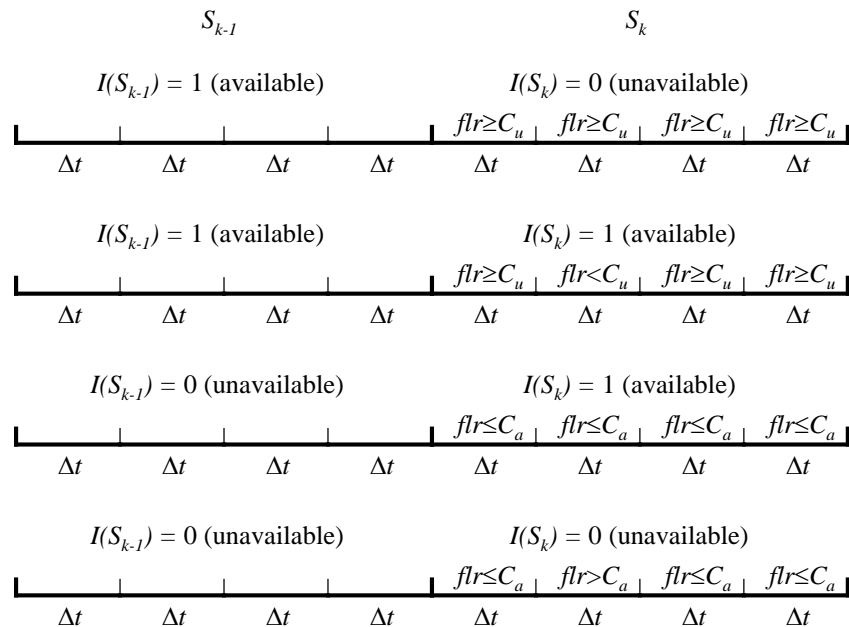 S_{k-1} S_k
I(S_{k-1}) = 1 (available) I(S_k) = 0 (unavailable)
flr≥C_u flr≥C_u flr≥C_u flr≥C_u
Δt Δt Δt Δt Δt Δt Δt Δt
I(S_{k-1}) = 1 (available) I(S_k) = 1 (available)
flr≥C_u flr<C_u flr≥C_u flr≥C_u
Δt Δt Δt Δt Δt Δt Δt Δt
I(S_{k-1}) = 0 (unavailable) I(S_k) = 1 (available)
flr≤C_a flr≤C_a flr≤C_a flr≤C_a
Δt Δt Δt Δt Δt Δt Δt Δt
I(S_{k-1}) = 0 (unavailable) I(S_k) = 0 (unavailable)
flr≤C_a flr>C_a flr≤C_a flr≤C_a
Δt Δt Δt Δt Δt Δt Δt Δt